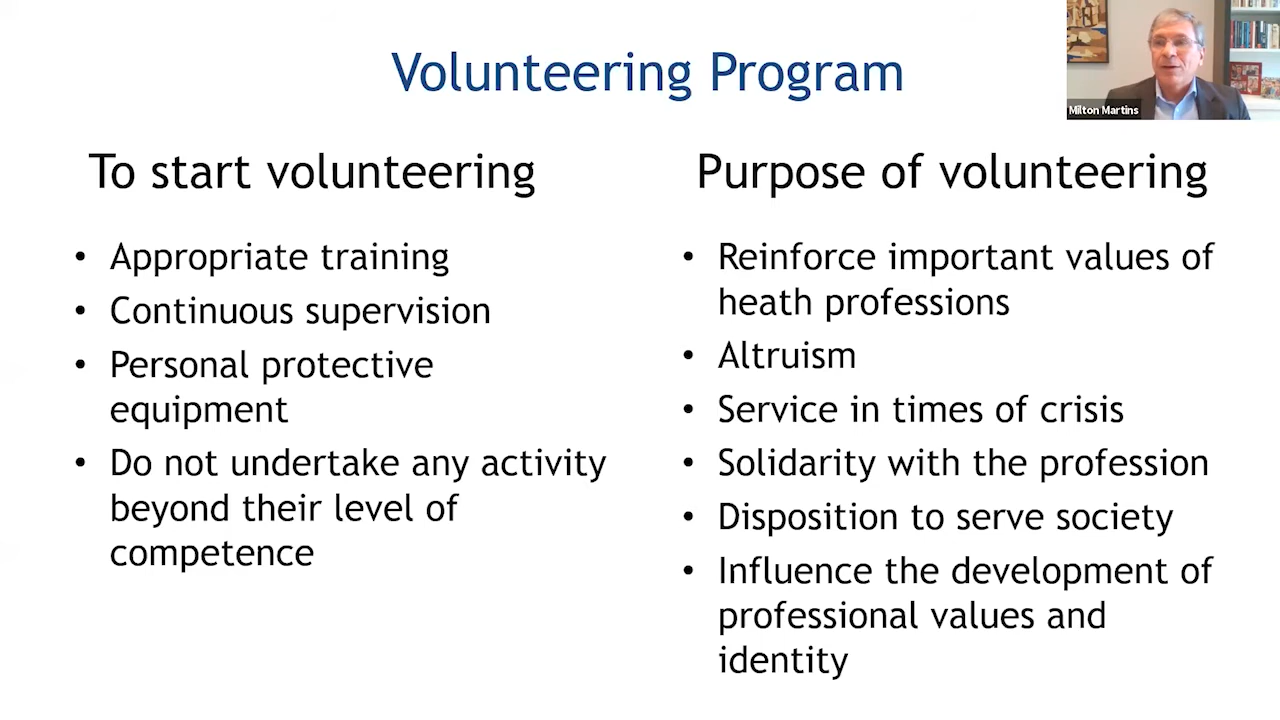 Volunteering Program
Milton Martins
To start volunteering
• Appropriate training
• Continuous supervision
• Personal protective
equipment
• Do not undertake any activity
beyond their level of
competence
Purpose of volunteering
• Reinforce important values of
heath professions
• Altruism
• Service in times of crisis
• Solidarity with the profession
• Disposition to serve society
• Influence the development of
professional values and
identity